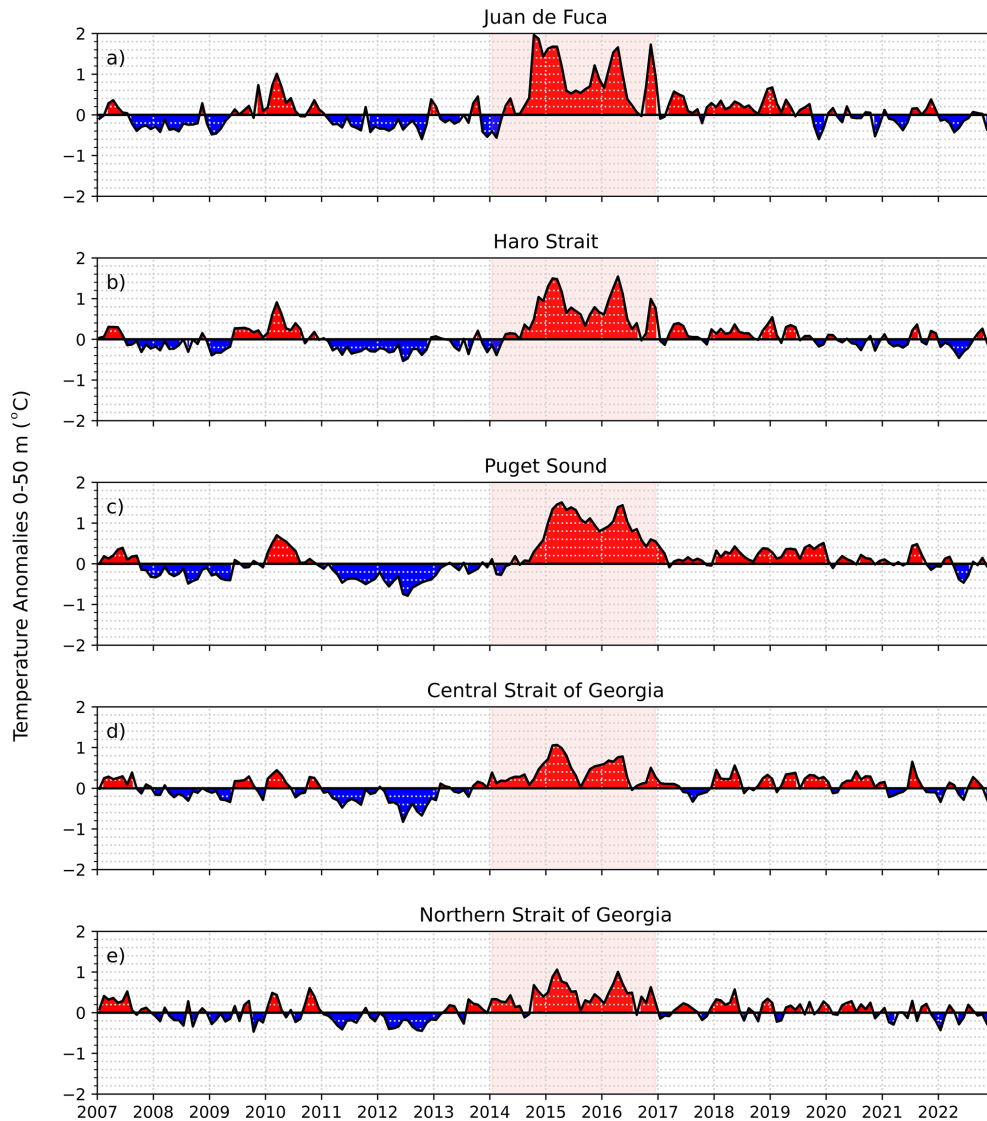 Juan de Fuca
a)
2
1
0
−1
−2
Haro Strait
b)
2
1
0
−1
−2
Temperature Anomalies 0-50 m (°C)
Puget Sound
c)
2
1
0
−1
−2
Central Strait of Georgia
d)
2
1
0
−1
−2
Northern Strait of Georgia
e)
2
1
0
−1
−2
2007 2008 2009 2010 2011 2012 2013 2014 2015 2016 2017 2018 2019 2020 2021 2022